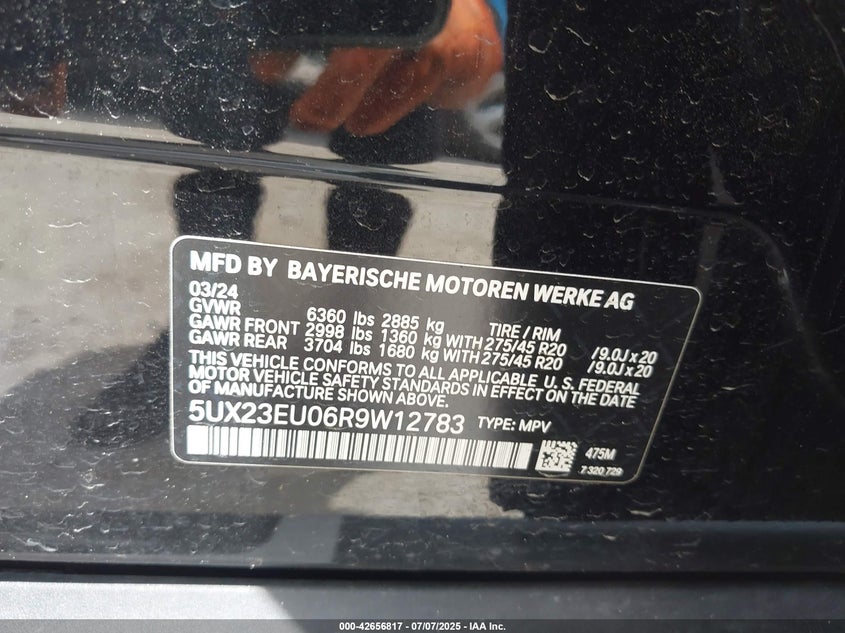 MFD BY BAYERISCHE MOTOREN WERKE AG
03/24
GVWR 6360 lbs 2885 kg TIRE / RIM
GAWR FRONT 2998 lbs 1360 kg WITH 275/45 R20 / 9.0J x 20
GAWR REAR 3704 lbs 1680 kg WITH 275/45 R20 / 9.0J x 20
THIS VEHICLE CONFORMS TO ALL APPLICABLE U. S. FEDERAL
MOTOR VEHICLE SAFETY STANDARDS IN EFFECT ON THE DATE
OF MANUFACTURE SHOWN ABOVE.
5UX23EU06R9W12783 TYPE: MPV
475M
7 320 729
000-42656817 - 07/07/2025 - IAA Inc.